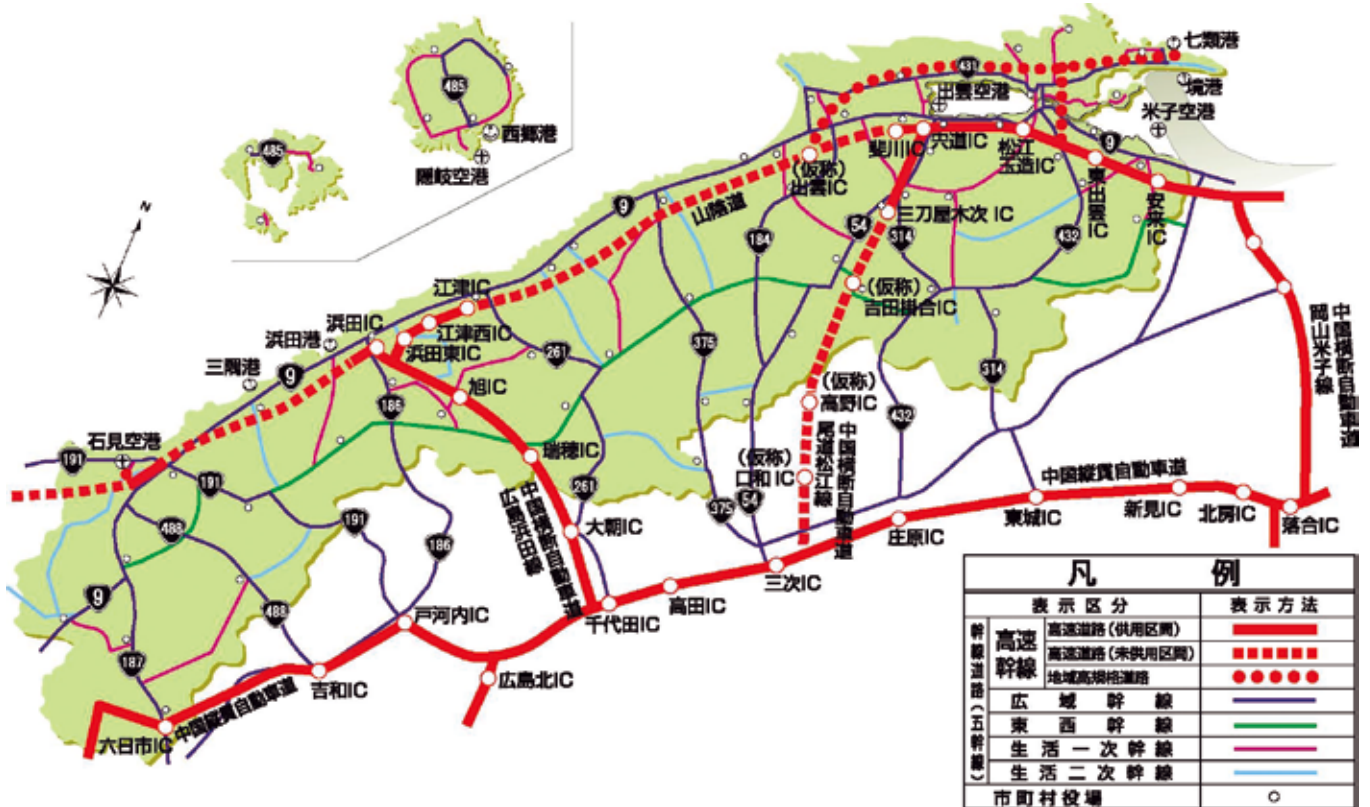 七類港
431
境港
出雲空港
米子空港
485
485
西郷港
隠岐空港
N
斐川IC
宍道IC
松江
玉造IC
9
東出雲IC
安来IC
(仮称)
出雲IC
山陰道
9
54
三刀屋木次 IC
184
314
432
(仮称)
吉田掛合IC
江津IC
浜田IC
浜田港
江津西IC
浜田東IC
三隅港
9
261
375
314
旭IC
186
(仮称)
高野IC
432
中国横断自動車道
岡山米子線
石見空港
191
191
瑞穂IC
(仮称)
口和 IC
中国横断自動車道
尾道松江線
中国縦貫自動車道
261
中国横断自動車道
広島浜田線
375
54
新見IC
北房IC
落合IC
東城IC
庄原IC
488
191
186
大朝IC
三次IC
高田IC
千代田IC
9
488
戸河内IC
187
吉和IC
広島北IC
中国縦貫自動車道
六日市IC
凡 例
表示区分 表示方法
幹線道路(五幹線)
高速
幹線
高速道路(供用区間)
高速道路(未供用区間)
地域高規格道路
広域幹線
東西幹線
生活一次幹線
生活二次幹線
市町村役場